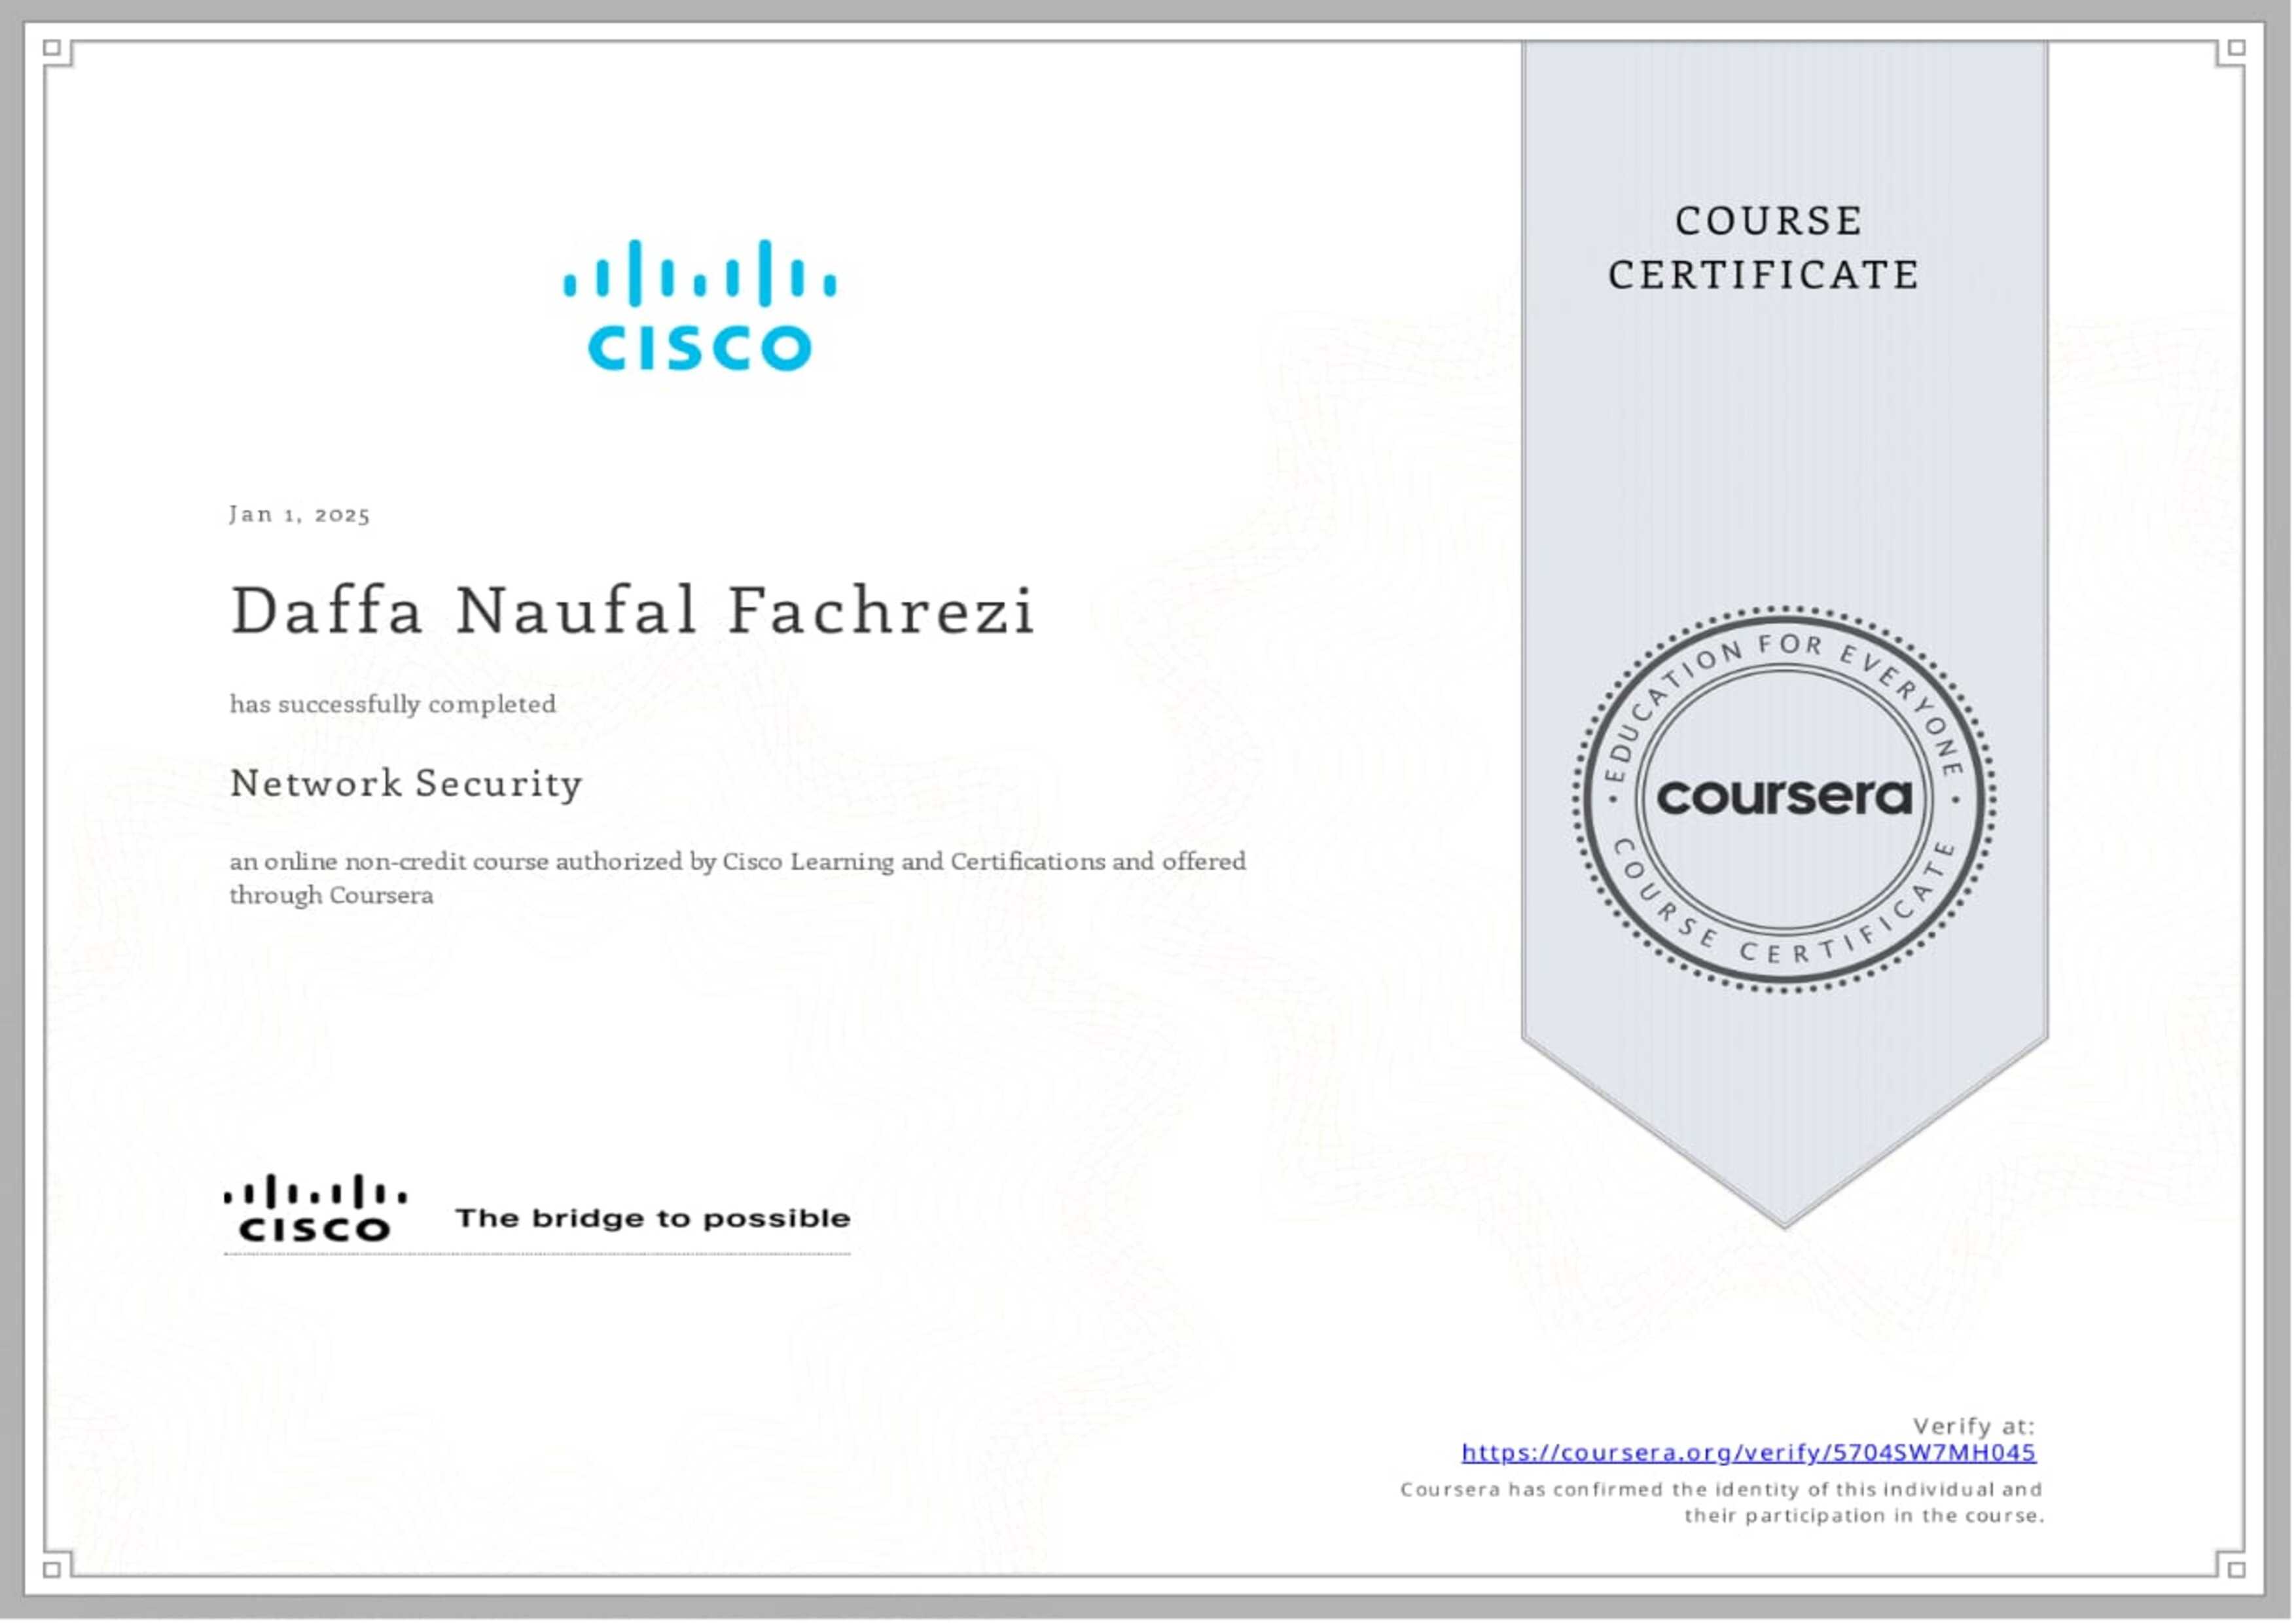 COURSE
CERTIFICATE
CISCO
Jan 1, 2025
Daffa Naufal Fachrezi
has successfully completed
Network Security
an online non-credit course authorized by Cisco Learning and Certifications and offered
through Coursera
EDUCATION FOR EVERYONE
coursera
COURSE CERTIFICATE
CISCO The bridge to possible
Verify at:
https://coursera.org/verify/5704SW7MH045
Coursera has confirmed the identity of this individual and
their participation in the course.